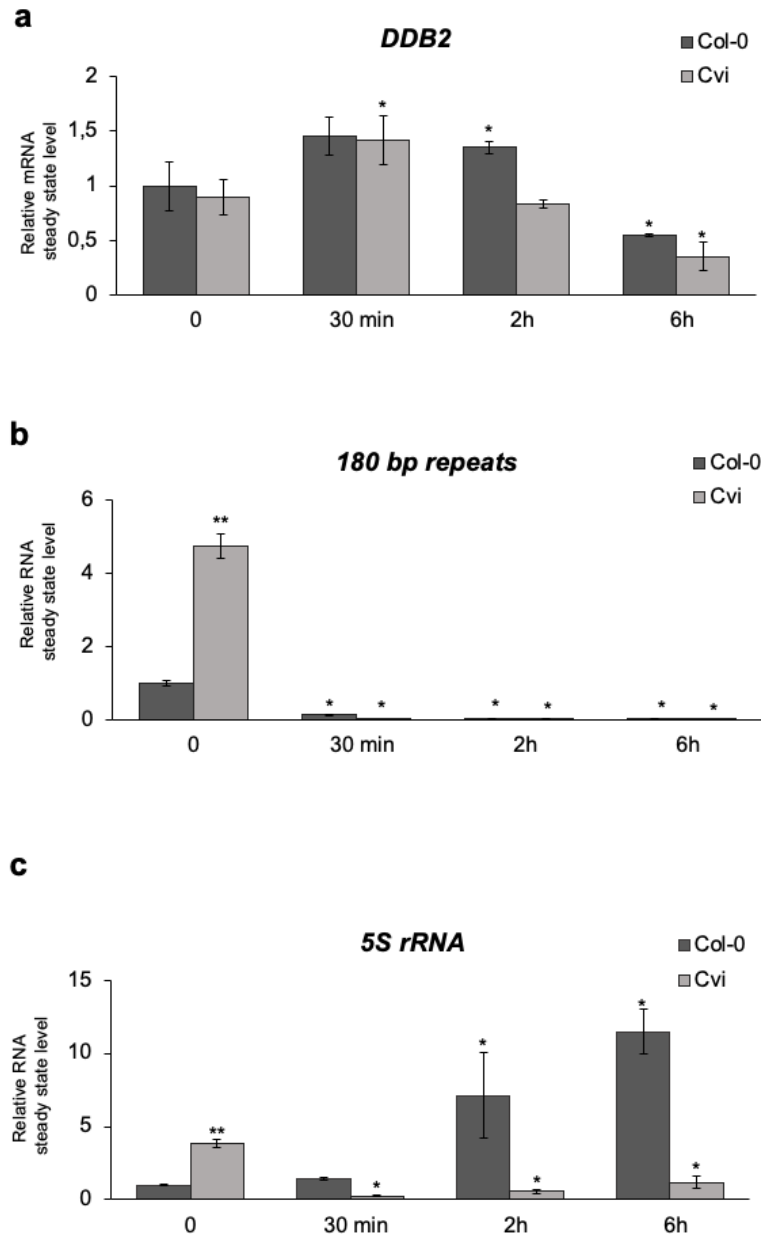 a
DDB2
Col-0
Cvi
Relative mRNA
steady state level
2
1,5
1
0,5
0
*
*
*
*
0
30 min
2h
6h
b
180 bp repeats
Col-0
Cvi
Relative RNA
steady state level
6
4
2
0
**
*
*
*
*
*
*
0
30 min
2h
6h
c
5S rRNA
Col-0
Cvi
Relative RNA
steady state level
15
10
5
0
**
*
*
*
*
*
0
30 min
2h
6h